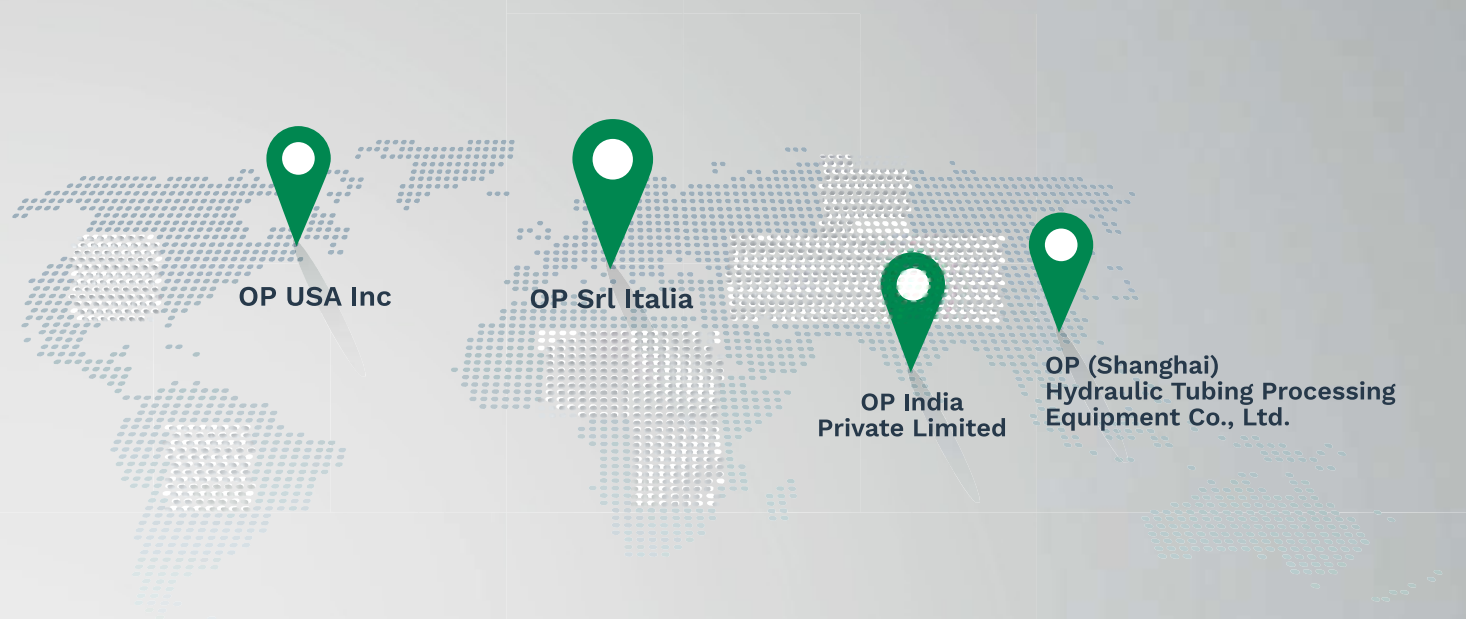 OP USA Inc
OP Srl Italia
OP India
Private Limited
OP (Shanghai)
Hydraulic Tubing Processing
Equipment Co., Ltd.